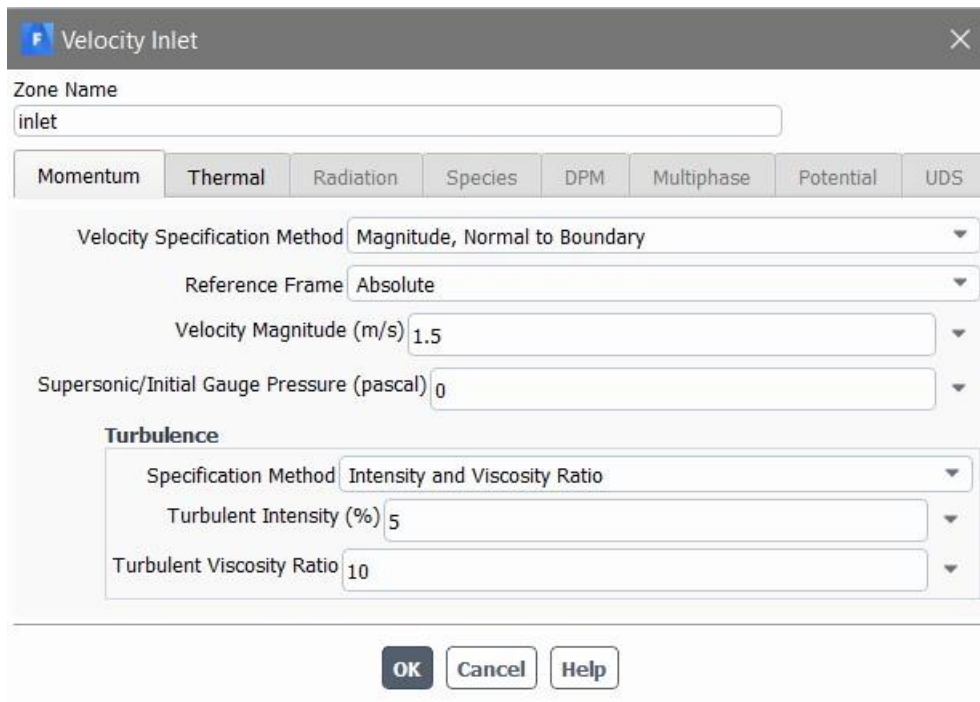 F Velocity Inlet
Zone Name
inlet
Momentum Thermal Radiation Species DPM Multiphase Potential UDS
Velocity Specification Method Magnitude, Normal to Boundary
Reference Frame Absolute
Velocity Magnitude (m/s) 1.5
Supersonic/Initial Gauge Pressure (pascal) 0
Turbulence
Specification Method Intensity and Viscosity Ratio
Turbulent Intensity (%) 5
Turbulent Viscosity Ratio 10
OK Cancel Help